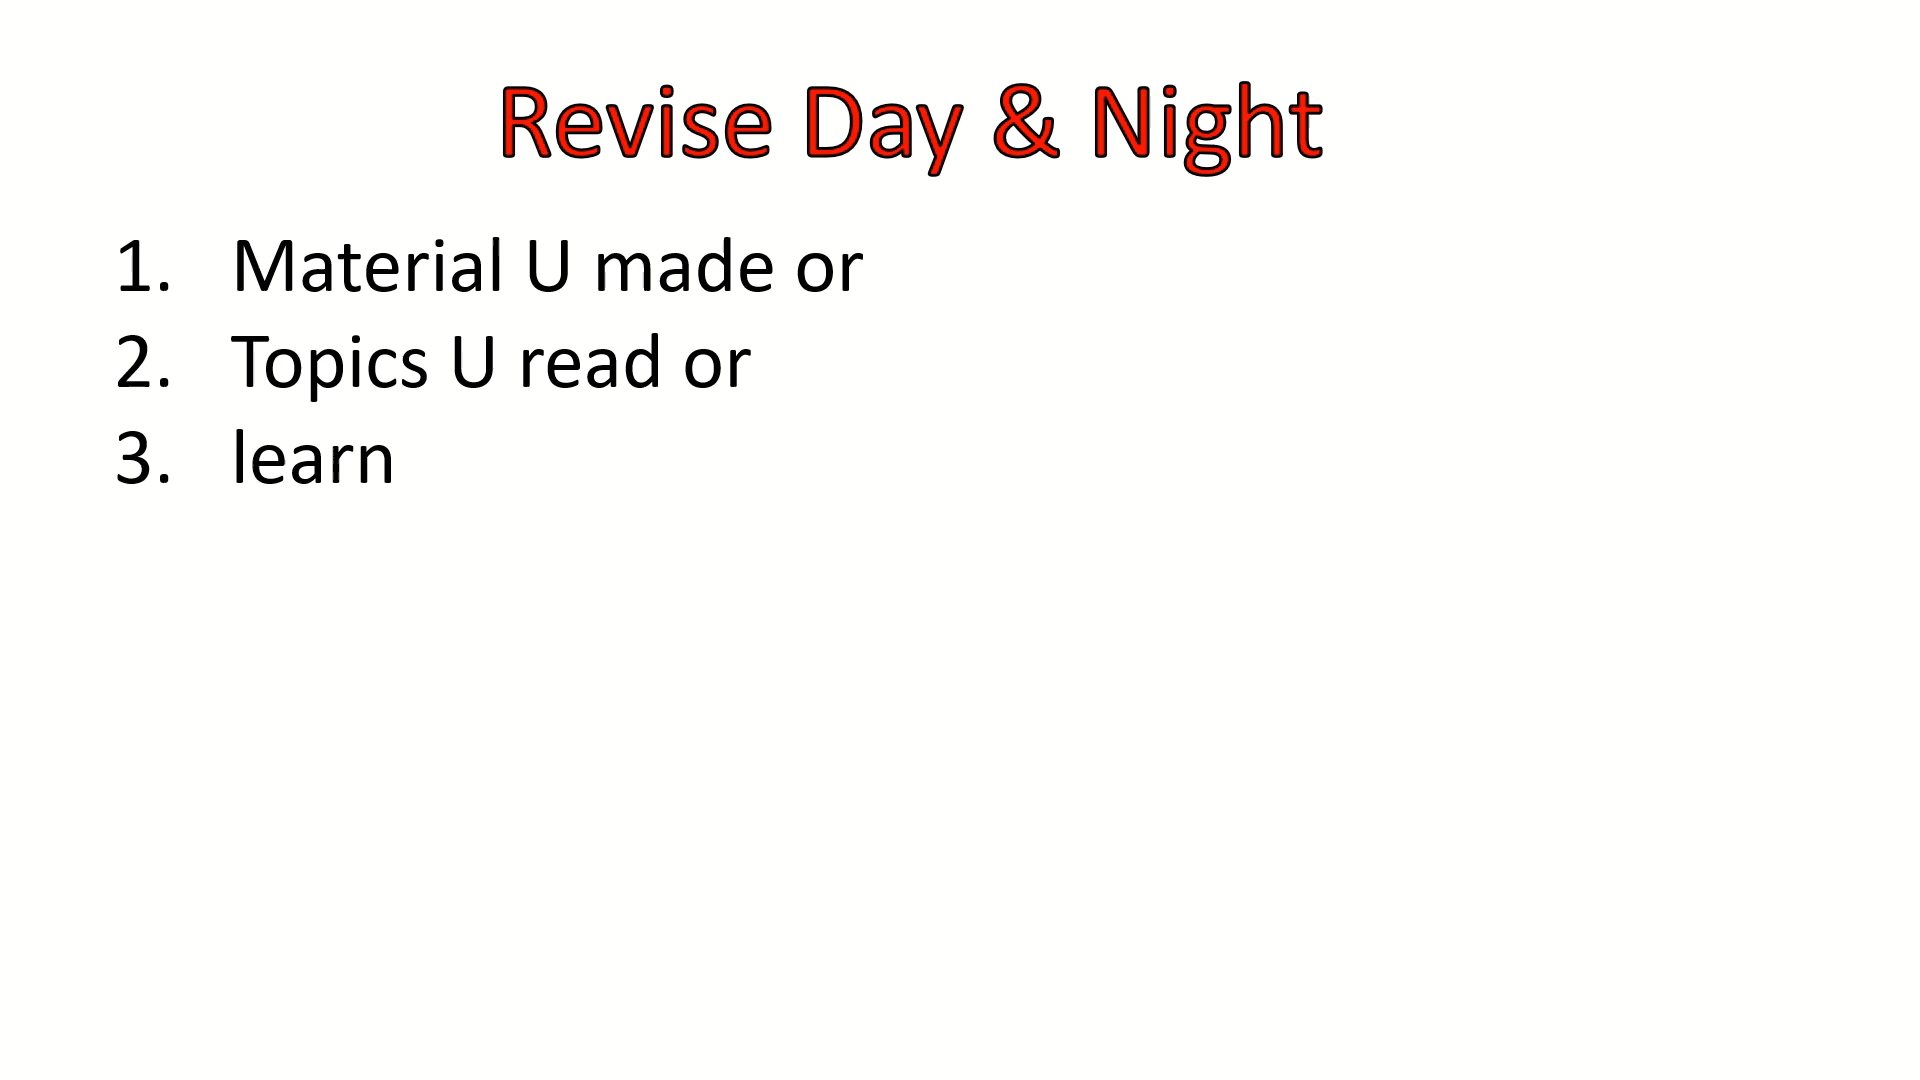 Revise Day & Night
1. Material U made or
2. Topics U read or
3. learn